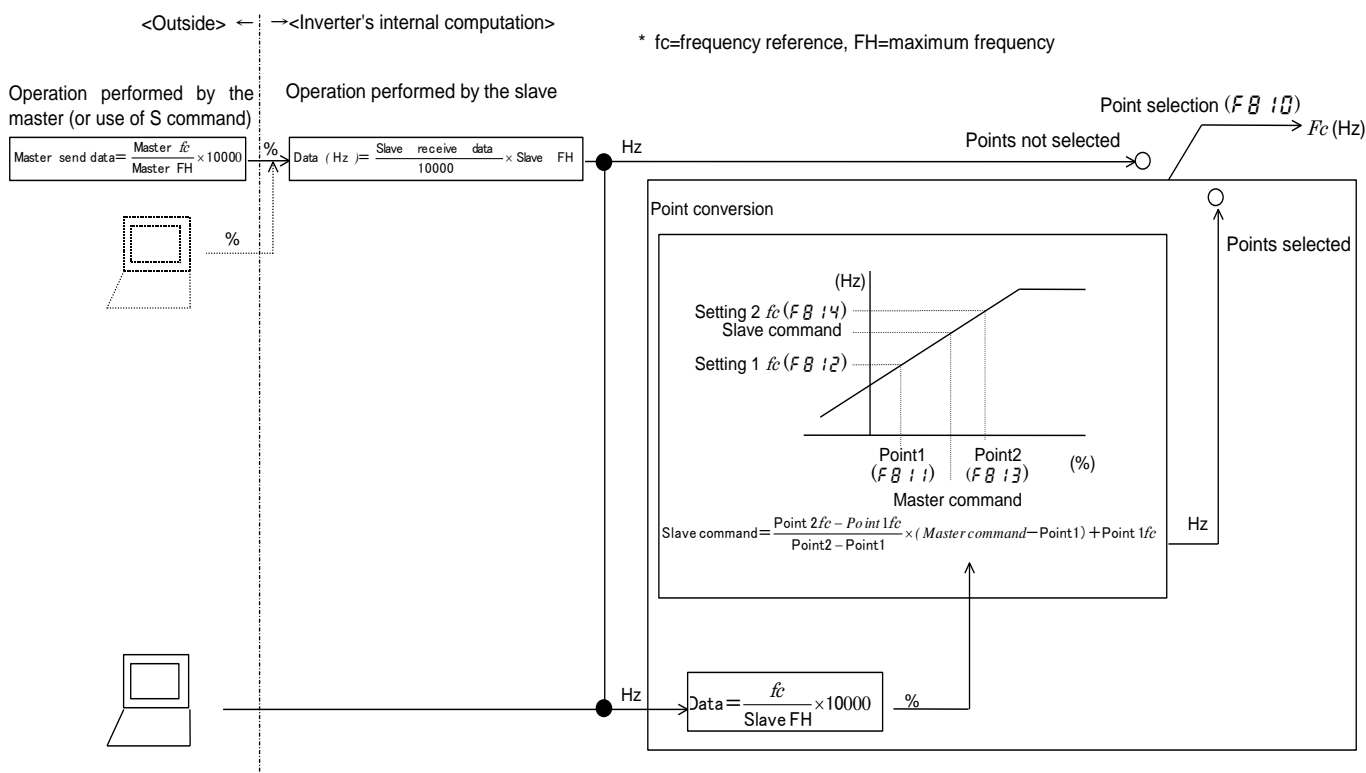 <Outside> ← → <Inverter's internal computation>
* fc=frequency reference, FH=maximum frequency
Operation performed by the
master (or use of S command)
Operation performed by the slave
Master send data= Master fc / Master FH ×10000
%
Data (Hz)= Slave receive data / 10000 × Slave FH
Hz
Points not selected
Point selection (F810)
Fc (Hz)
%
Point conversion
Points selected
(Hz)
Setting 2 fc (F814)
Slave command
Setting 1 fc (F812)
Point1
(F811)
Point2
(F813)
(%)
Master command
Slave command= Point 2fc – Point 1fc / Point2 – Point1 ×(Master command–Point1)+Point 1fc
Hz
Hz
Data= fc / Slave FH ×10000
%